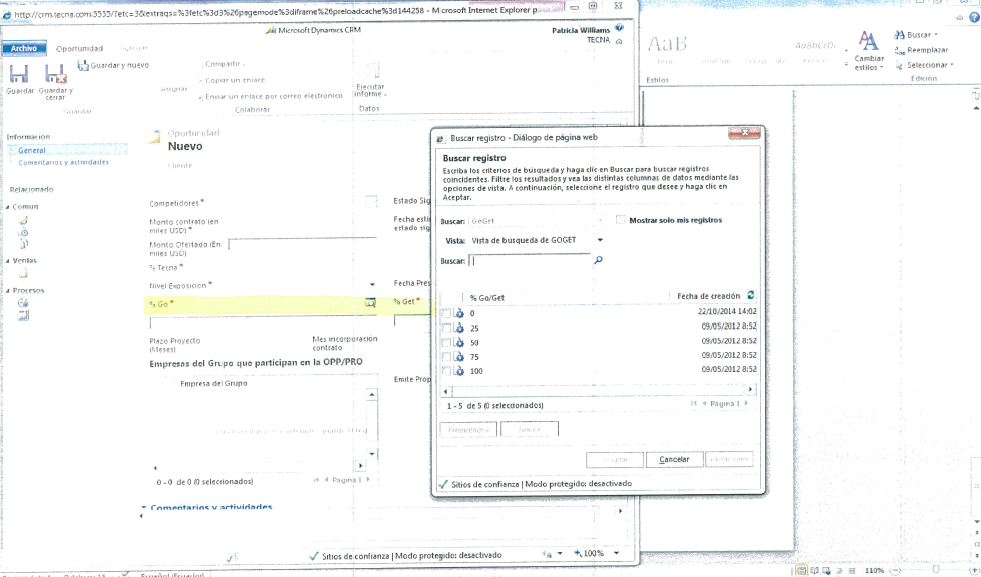 http://crm.tecna.com:5555/?etc=3&extraqs=%3fetc%3d3%26pagemode%3diframe%26preloadcache%3d144258 - Microsoft Internet Explorer p
Microsoft Dynamics CRM
Patricia Williams
TECNA
Archivo
Oportunidad
Guardar
Guardar y cerrar
Guardar y nuevo
Guardar
Asignar
Compartir
Copiar un enlace
Enviar un enlace por correo electrónico
Colaborar
Ejecutar informe
Datos
AaB
AaBbCcDc
Cambiar estilos
Estilos
Buscar
Reemplazar
Seleccionar
Edición
Información
General
Comentarios y actividades
Relacionado
Común
Ventas
Procesos
Oportunidad
Nuevo
Cliente
Competidores *
Estado Sig
Monto contrato (en miles USD) *
Fecha esti
estado sig
Monto Ofertado (En miles USD)
% Tecna *
Nivel Exposicion *
Fecha Pres
% Go *
% Get *
Plazo Proyecto (Meses)
Mes incorporación contrato
Empresas del Grupo que participan en la OPP/PRO
Empresa del Grupo
Emite Prop
0 - 0 de 0 (0 seleccionados)
Página 1
Comentarios y actividades
Sitios de confianza | Modo protegido: desactivado
100%
Buscar registro - Diálogo de página web
Buscar registro
Escriba los criterios de búsqueda y haga clic en Buscar para buscar registros
coincidentes. Filtre los resultados y vea las distintas columnas de datos mediante las
opciones de vista. A continuación, seleccione el registro que desee y haga clic en
Aceptar.
Buscar: GoGet
Mostrar solo mis registros
Vista: Vista de búsqueda de GOGET
Buscar:
% Go/Gett
Fecha de creación
0
22/10/2014 14:02
25
09/05/2012 8:52
50
09/05/2012 8:52
75
09/05/2012 8:52
100
09/05/2012 8:52
1 - 5 de 5 (0 seleccionados)
Página 1
Propiedades
Cancelar
Sitios de confianza | Modo protegido: desactivado
Español (Ecuador)
110%